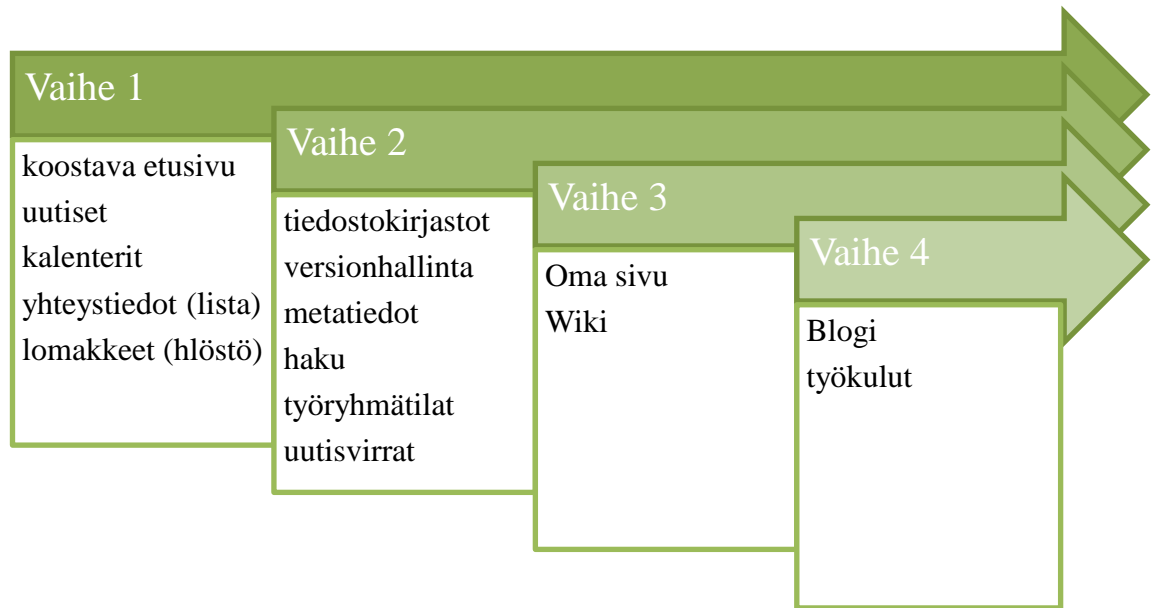 Vaihe 1
koostava etusivu
uutiset
kalenterit
yhteystiedot (lista)
lomakkeet (hlöstö)
Vaihe 2
tiedostokirjastot
versionhallinta
metatiedot
haku
työryhmätilat
uutisvirrat
Vaihe 3
Oma sivu
Wiki
Vaihe 4
Blogi
työkulut